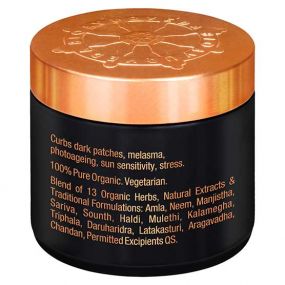 Curbs dark patches, melasma,
photoageing, sun sensitivity, stress.
100% Pure Organic. Vegetarian.
Blend of 13 Organic Herbs, Natural Extracts &
Traditional Formulations: Amla, Neem, Manjistha,
Sariva, Sounth, Haldi, Mulethi, Kalamegha,
Triphala, Daruharidra, Latakasturi, Aragavadha,
Chandan, Permitted Excipients QS.